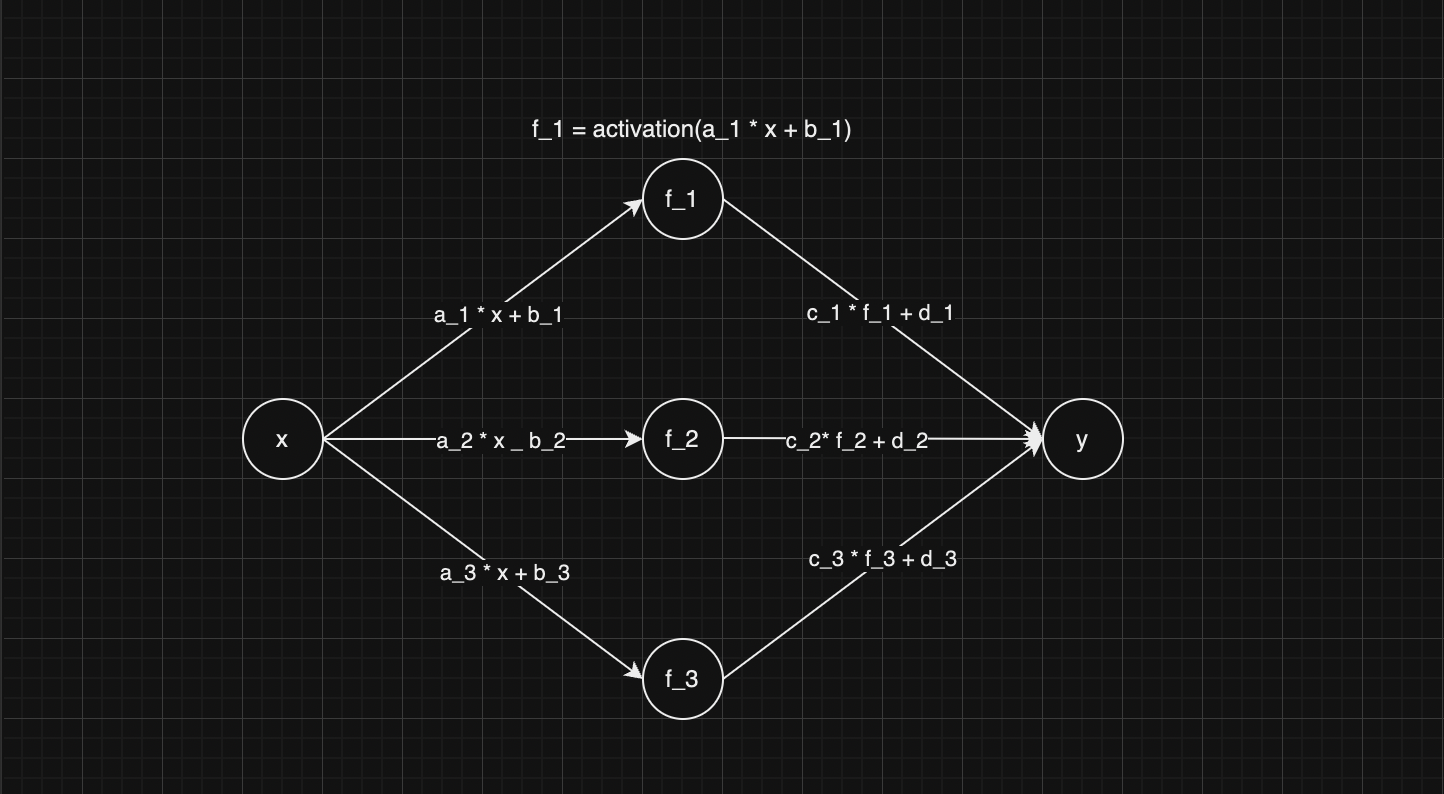 f_1 = activation(a_1 * x + b_1)
f_1
a_1 * x + b_1
c_1 * f_1 + d_1
x
a_2 * x _ b_2
f_2
c_2* f_2 + d_2
y
a_3 * x + b_3
c_3 * f_3 + d_3
f_3